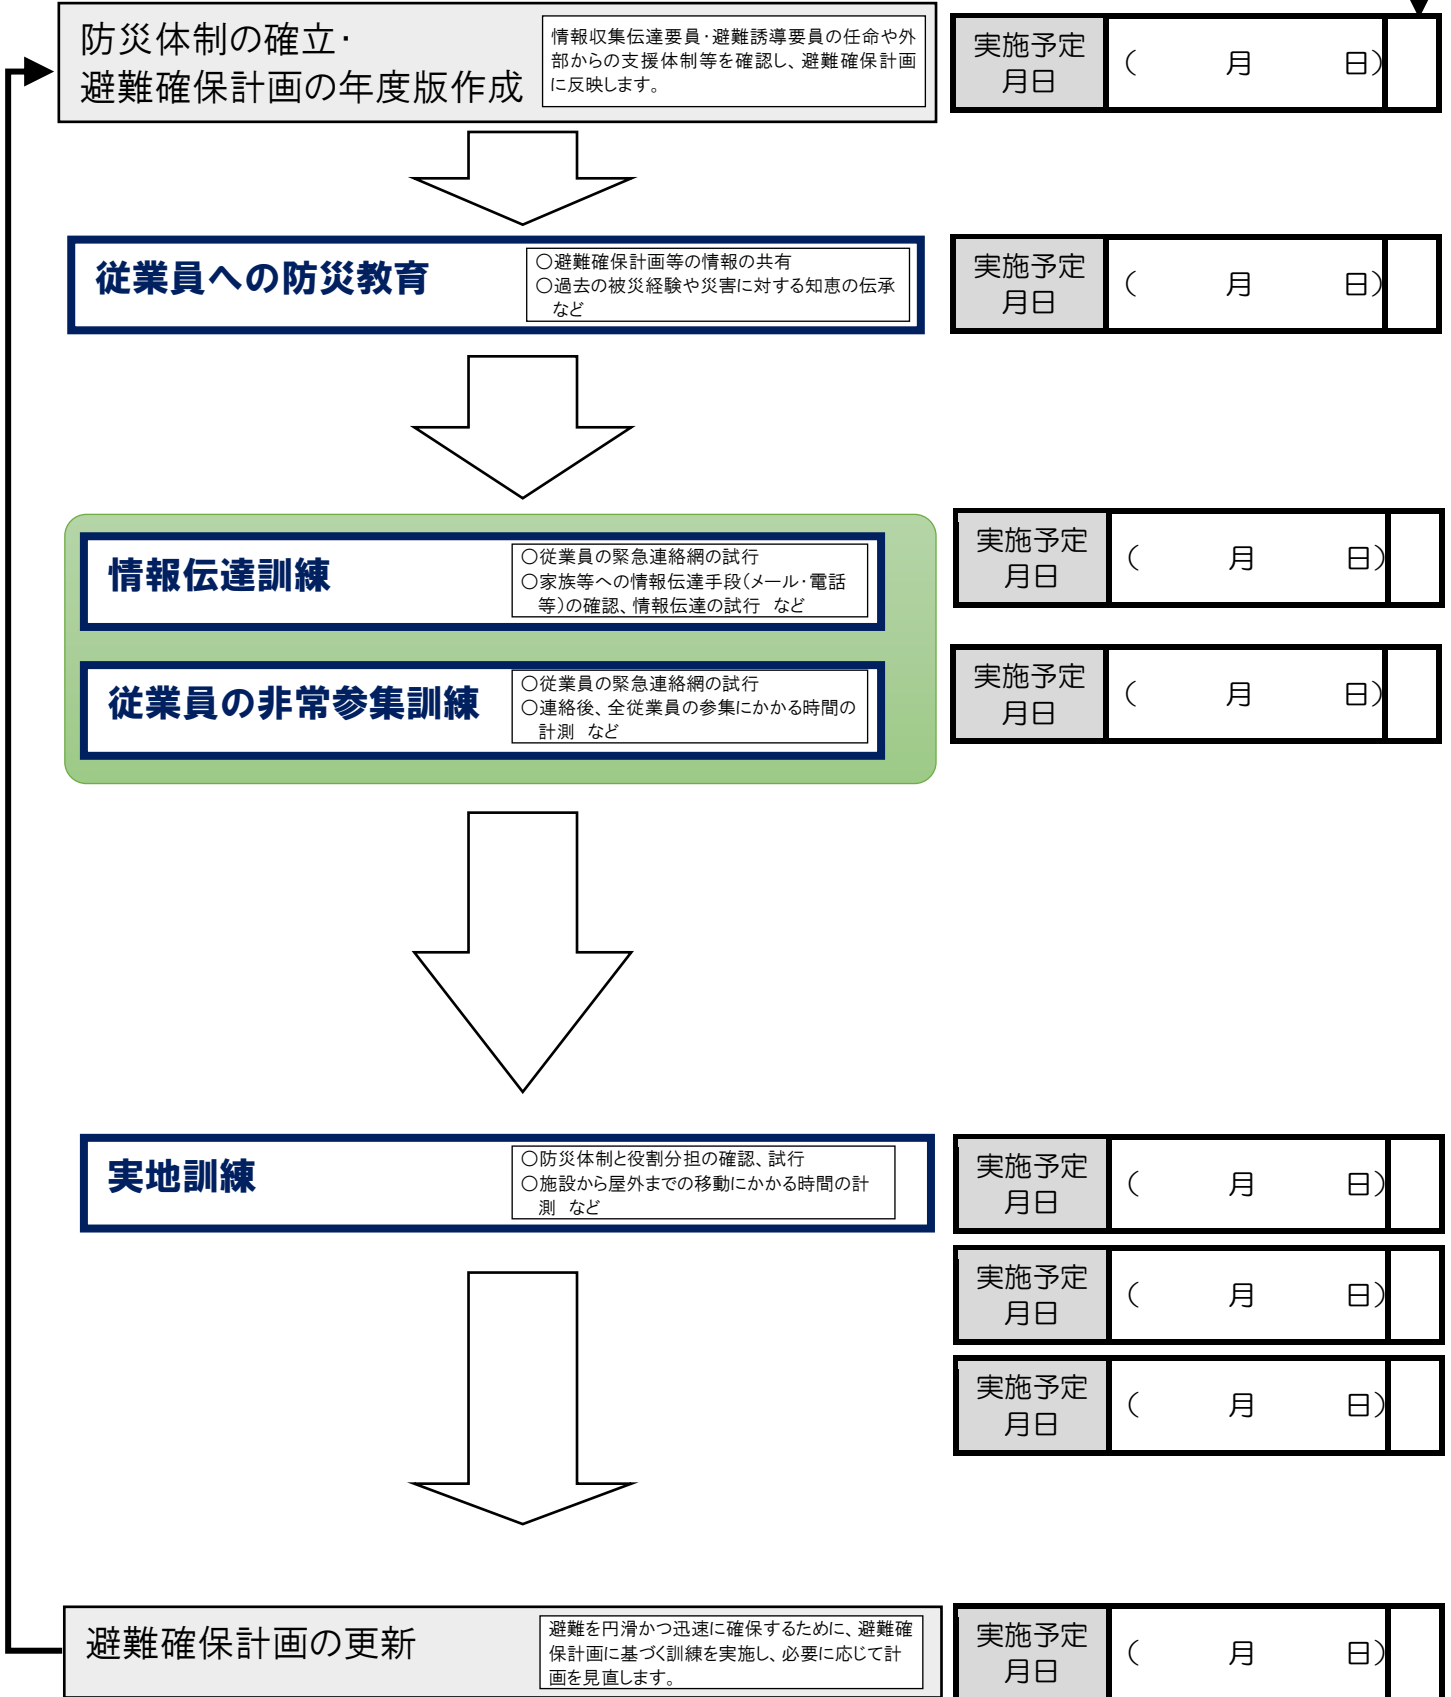 防災体制の確立・
避難確保計画の年度版作成
情報収集伝達要員・避難誘導要員の任命や外
部からの支援体制等を確認し、避難確保計画
に反映します。
実施予定
月日
（　　月　　日）
従業員への防災教育
○避難確保計画等の情報の共有
○過去の被災経験や災害に対する知恵の伝承
など
実施予定
月日
（　　月　　日）
情報伝達訓練
○従業員の緊急連絡網の試行
○家族等への情報伝達手段（メール・電話
等）の確認、情報伝達の試行　など
実施予定
月日
（　　月　　日）
従業員の非常参集訓練
○従業員の緊急連絡網の試行
○連絡後、全従業員の参集にかかる時間の
計測　など
実施予定
月日
（　　月　　日）
実地訓練
○防災体制と役割分担の確認、試行
○施設から屋外までの移動にかかる時間の計
測　など
実施予定
月日
（　　月　　日）
実施予定
月日
（　　月　　日）
実施予定
月日
（　　月　　日）
避難確保計画の更新
避難を円滑かつ迅速に確保するために、避難確
保計画に基づく訓練を実施し、必要に応じて計
画を見直します。
実施予定
月日
（　　月　　日）